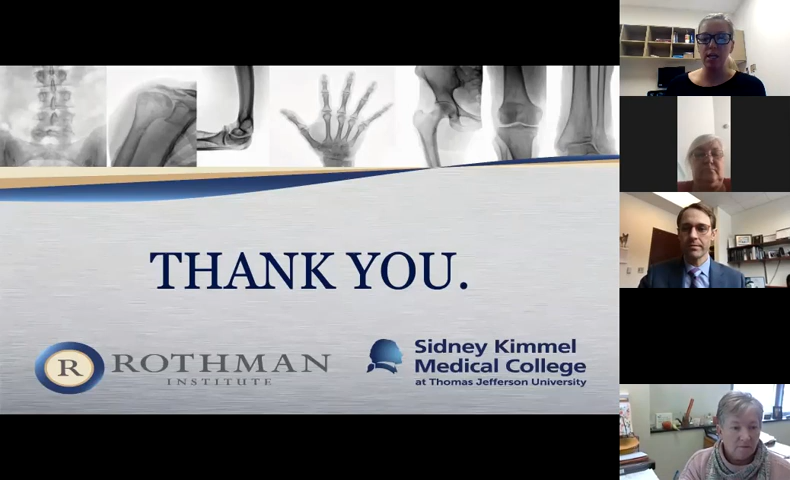 THANK YOU.
R ROTHMAN
INSTITUTE
Sidney Kimmel
Medical College
at Thomas Jefferson University